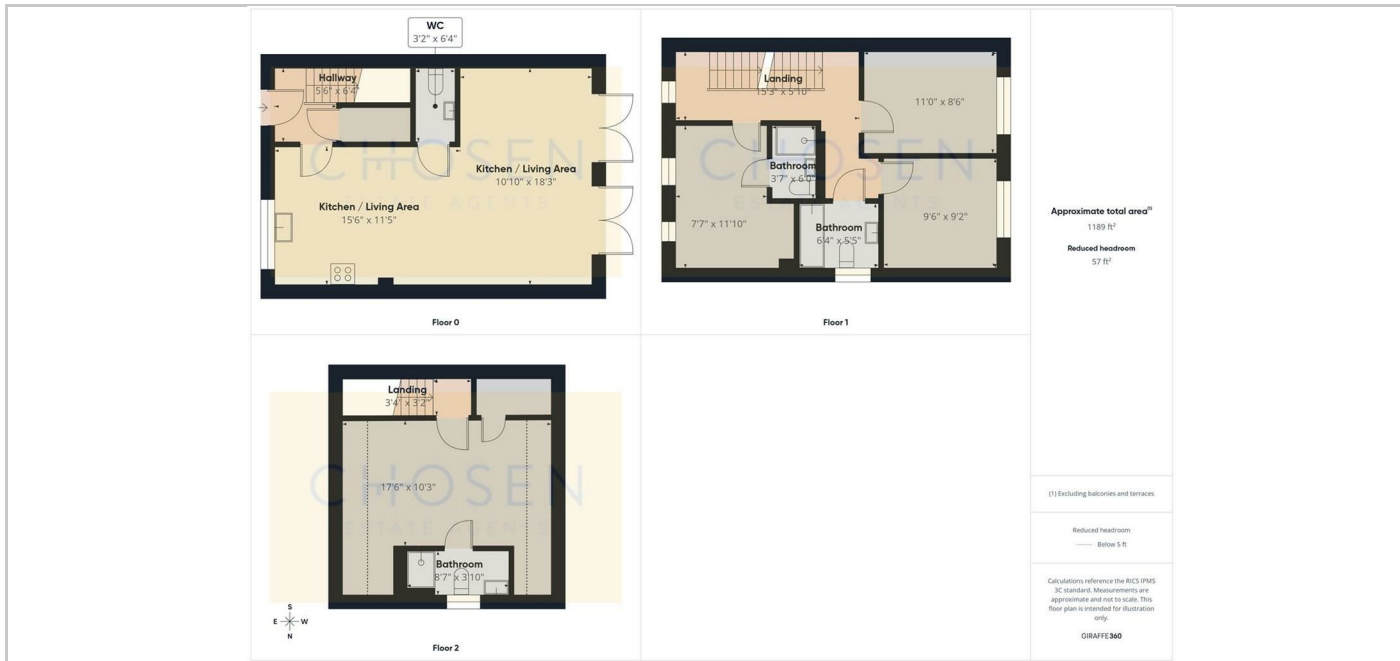 WC
3'2" x 6'4"
Hallway
5'6" x 6'4"
Kitchen / Living Area
10'10" x 18'3"
Kitchen / Living Area
15'6" x 11'5"
CHOSEN
ESTATE AGENTS
Floor 0
Landing
15'3" x 5'10"
11'0" x 8'6"
Bathroom
3'7" x 6'0"
7'7" x 11'10"
Bathroom
6'4" x 5'5"
9'6" x 9'2"
CHOSEN
ESTATE AGENTS
Floor 1
Landing
3'4" x 3'2"
17'6" x 10'3"
Bathroom
8'7" x 3'10"
CHOSEN
ESTATE AGENTS
S
E W
N
Floor 2
Approximate total area(1)
1189 ft²
Reduced headroom
57 ft²
(1) Excluding balconies and terraces
Reduced headroom
Below 5 ft
Calculations reference the RICS IPMS
3C standard. Measurements are
approximate and not to scale. This
floor plan is intended for illustration
only.
GIRAFFE360